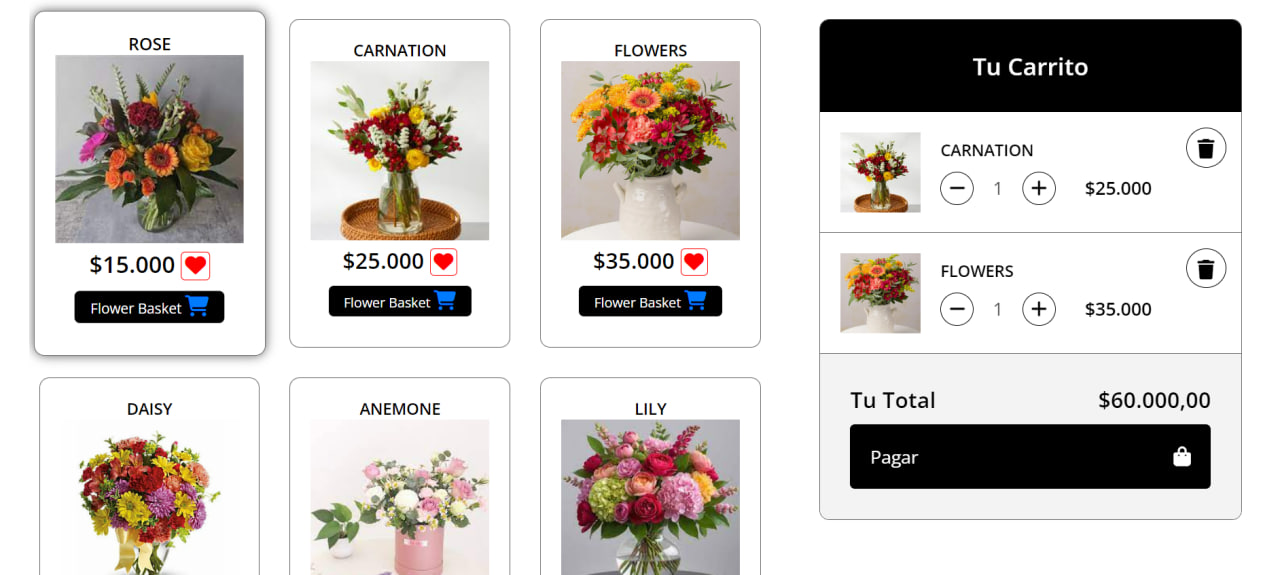 ROSE
$15.000
Flower Basket
CARNATION
$25.000
Flower Basket
FLOWERS
$35.000
Flower Basket
DAISY
ANEMONE
LILY
Tu Carrito
CARNATION
1
$25.000
FLOWERS
1
$35.000
Tu Total
$60.000,00
Pagar